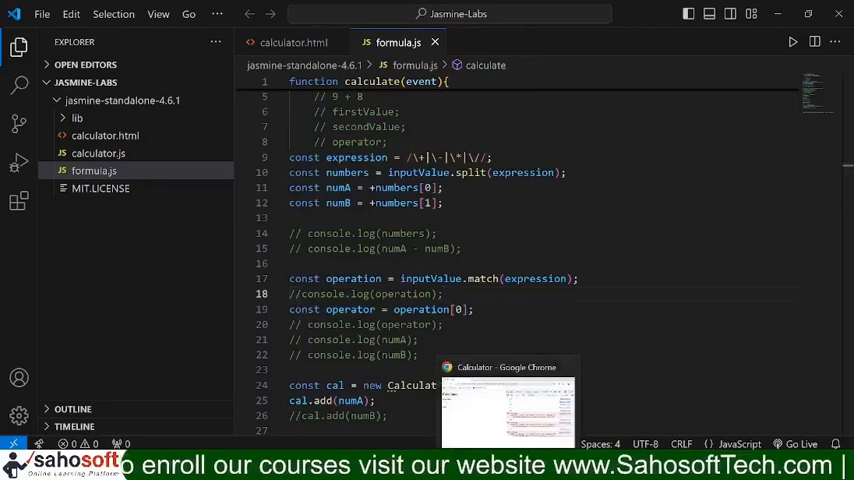 File Edit Selection View Go ... Jasmine-Labs
EXPLORER ...
calculator.html formula.js
OPEN EDITORS
JASMINE-LABS
jasmine-standalone-4.6.1
lib
calculator.html
calculator.js
formula.js
MIT.LICENSE
OUTLINE
TIMELINE
jasmine-standalone-4.6.1 > formula.js > calculate
1 function calculate(event){
5 // 9 + 8
6 // firstValue;
7 // secondValue;
8 // operator;
9 const expression = /\+|\-|\*|\//;
10 const numbers = inputValue.split(expression);
11 const numA = +numbers[0];
12 const numB = +numbers[1];
13
14 // console.log(numbers);
15 // console.log(numA - numB);
16
17 const operation = inputValue.match(expression);
18 //console.log(operation);
19 const operator = operation[0];
20 // console.log(operator);
21 // console.log(numA);
22 // console.log(numB);
24 const cal = new Calculat
25 cal.add(numA);
26 //cal.add(numB);
27
Calculator - Google Chrome
0 0 0 Spaces: 4 UTF-8 CRLF JavaScript Go Live
sahosoft
Online Learning Platform
o enroll our courses visit our website www.SahosoftTech.com |